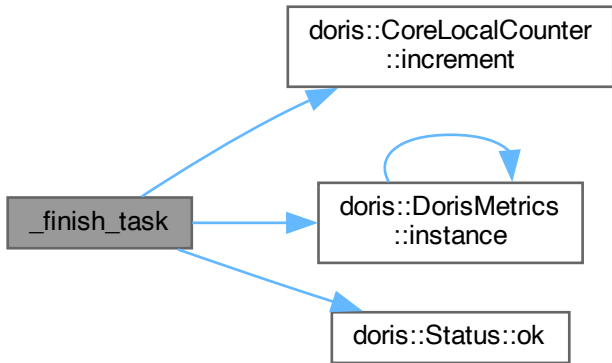 doris::CoreLocalCounter
::increment
_finish_task
doris::DorisMetrics
::instance
doris::Status::ok